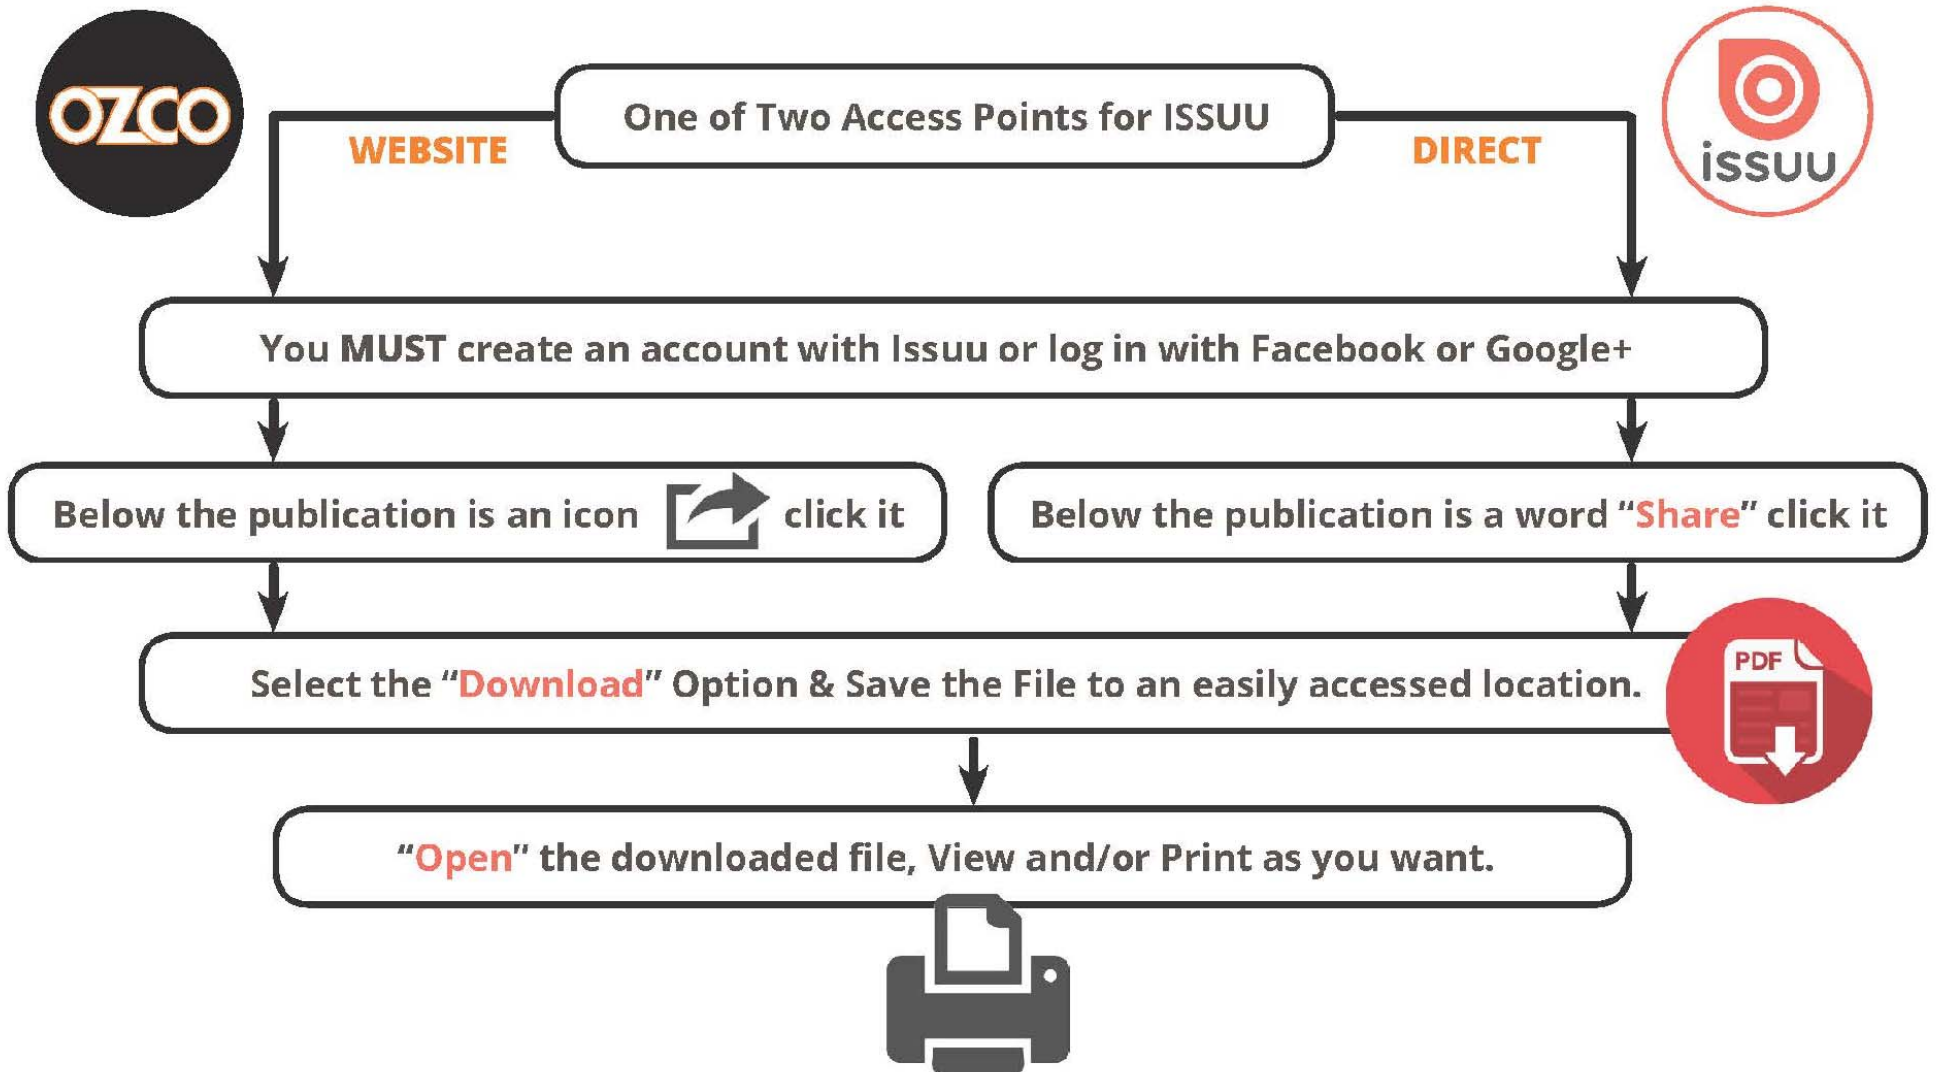 OZCO
One of Two Access Points for ISSUU
issuu
WEBSITE
DIRECT
You MUST create an account with Issuu or log in with Facebook or Google+
Below the publication is an icon click it
Below the publication is a word “Share” click it
Select the “Download” Option & Save the File to an easily accessed location.
PDF
“Open” the downloaded file, View and/or Print as you want.